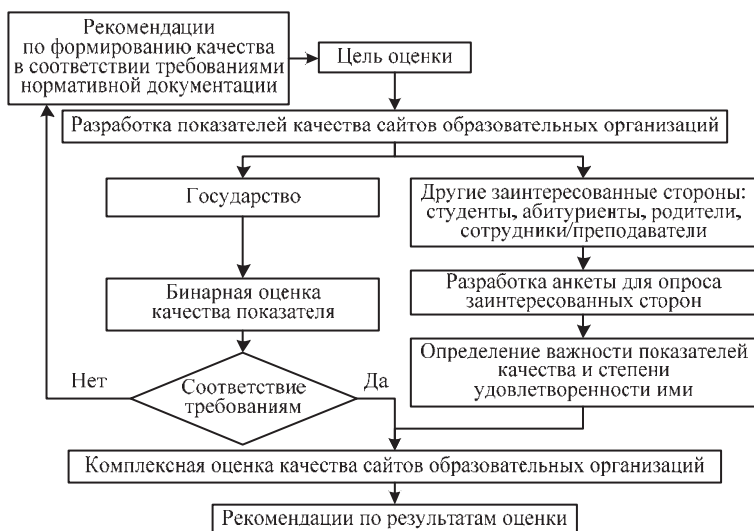 Рекомендации
по формированию качества
в соответствии требованиями
нормативной документации
Цель оценки
Разработка показателей качества сайтов образовательных организаций
Государство
Другие заинтересованные стороны:
студенты, абитуриенты, родители,
сотрудники/преподаватели
Бинарная оценка
качества показателя
Разработка анкеты для опроса
заинтересованных сторон
Определение важности показателей
качества и степени
удовлетворенности ими
Нет
Соответствие
требованиям
Да
Комплексная оценка качества сайтов образовательных организаций
Рекомендации по результатам оценки